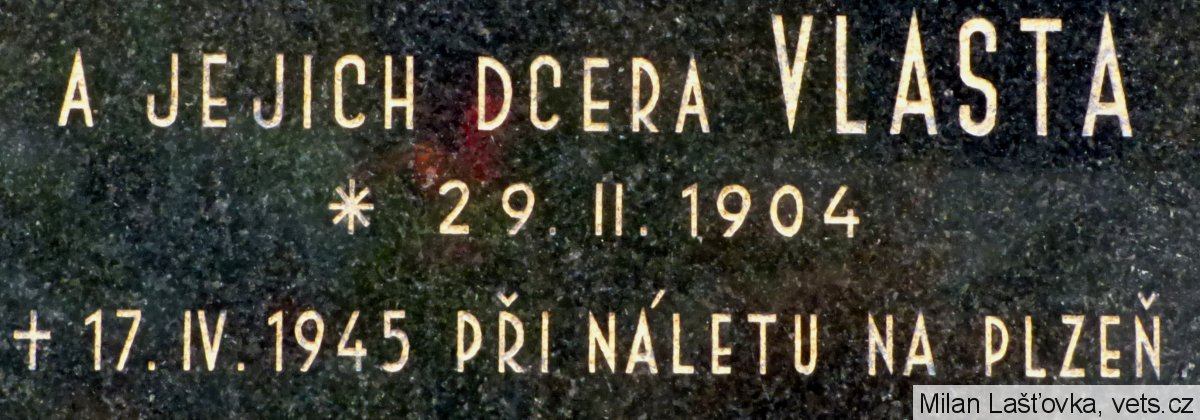 A JEJICH DCERA VLASTA
* 29. II. 1904
+ 17. IV. 1945 PŘI NÁLETU NA PLZEŇ
Milan Lašťovka, vets.cz